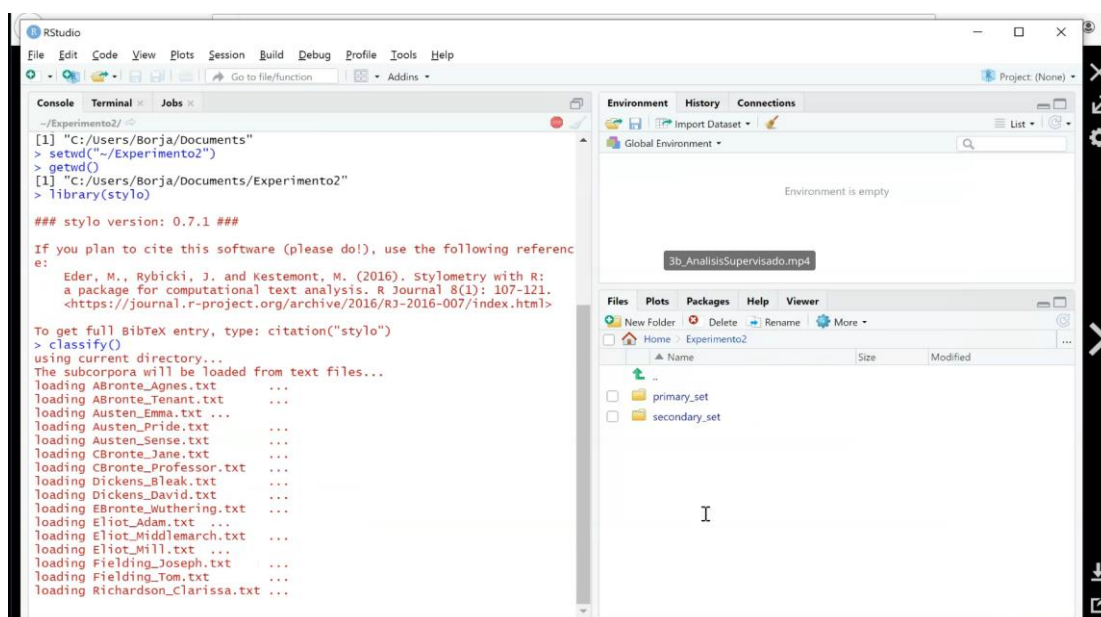 RStudio
File Edit Code View Plots Session Build Debug Profile Tools Help
Go to file/function Addins Project: (None)
Console Terminal Jobs
~/Experimento2/
[1] "C:/Users/Borja/Documents"
> setwd("~/Experimento2")
> getwd()
[1] "C:/Users/Borja/Documents/Experimento2"
> library(stylo)
### stylo version: 0.7.1 ###
If you plan to cite this software (please do!), use the following referenc
e:
Eder, M., Rybicki, J. and Kestemont, M. (2016). Stylometry with R:
a package for computational text analysis. R Journal 8(1): 107-121.
<https://journal.r-project.org/archive/2016/RJ-2016-007/index.html>
To get full BibTeX entry, type: citation("stylo")
> classify()
using current directory...
The subcorpora will be loaded from text files...
loading ABronte_Agnes.txt ...
loading ABronte_Tenant.txt ...
loading Austen_Emma.txt ...
loading Austen_Pride.txt ...
loading Austen_Sense.txt ...
loading CBronte_Jane.txt ...
loading CBronte_Professor.txt ...
loading Dickens_Bleak.txt ...
loading Dickens_David.txt ...
loading EBronte_Wuthering.txt ...
loading Eliot_Adam.txt ...
loading Eliot_Middlemarch.txt ...
loading Eliot_Mill.txt ...
loading Fielding_Joseph.txt ...
loading Fielding_Tom.txt ...
loading Richardson_Clarissa.txt ...
Environment History Connections
Import Dataset List
Global Environment
Environment is empty
3b_AnalisisSupervisado.mp4
Files Plots Packages Help Viewer
New Folder Delete Rename More
Home > Experimento2 ...
Name Size Modified
..
primary_set
secondary_set